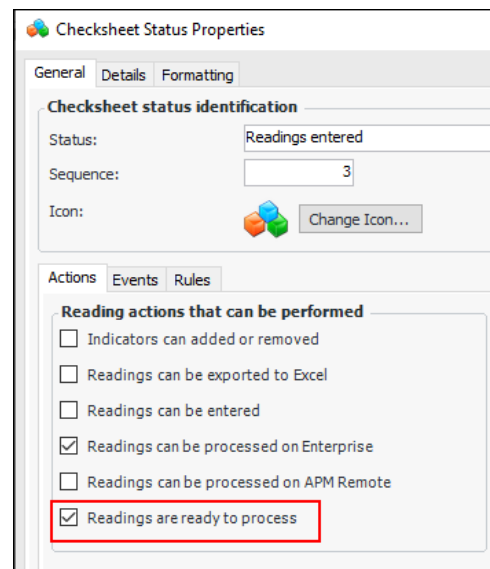 Checksheet Status Properties
General Details Formatting
Checksheet status identification
Status: Readings entered
Sequence: 3
Icon: Change Icon...
Actions Events Rules
Reading actions that can be performed
Indicators can added or removed
Readings can be exported to Excel
Readings can be entered
Readings can be processed on Enterprise
Readings can be processed on APM Remote
Readings are ready to process